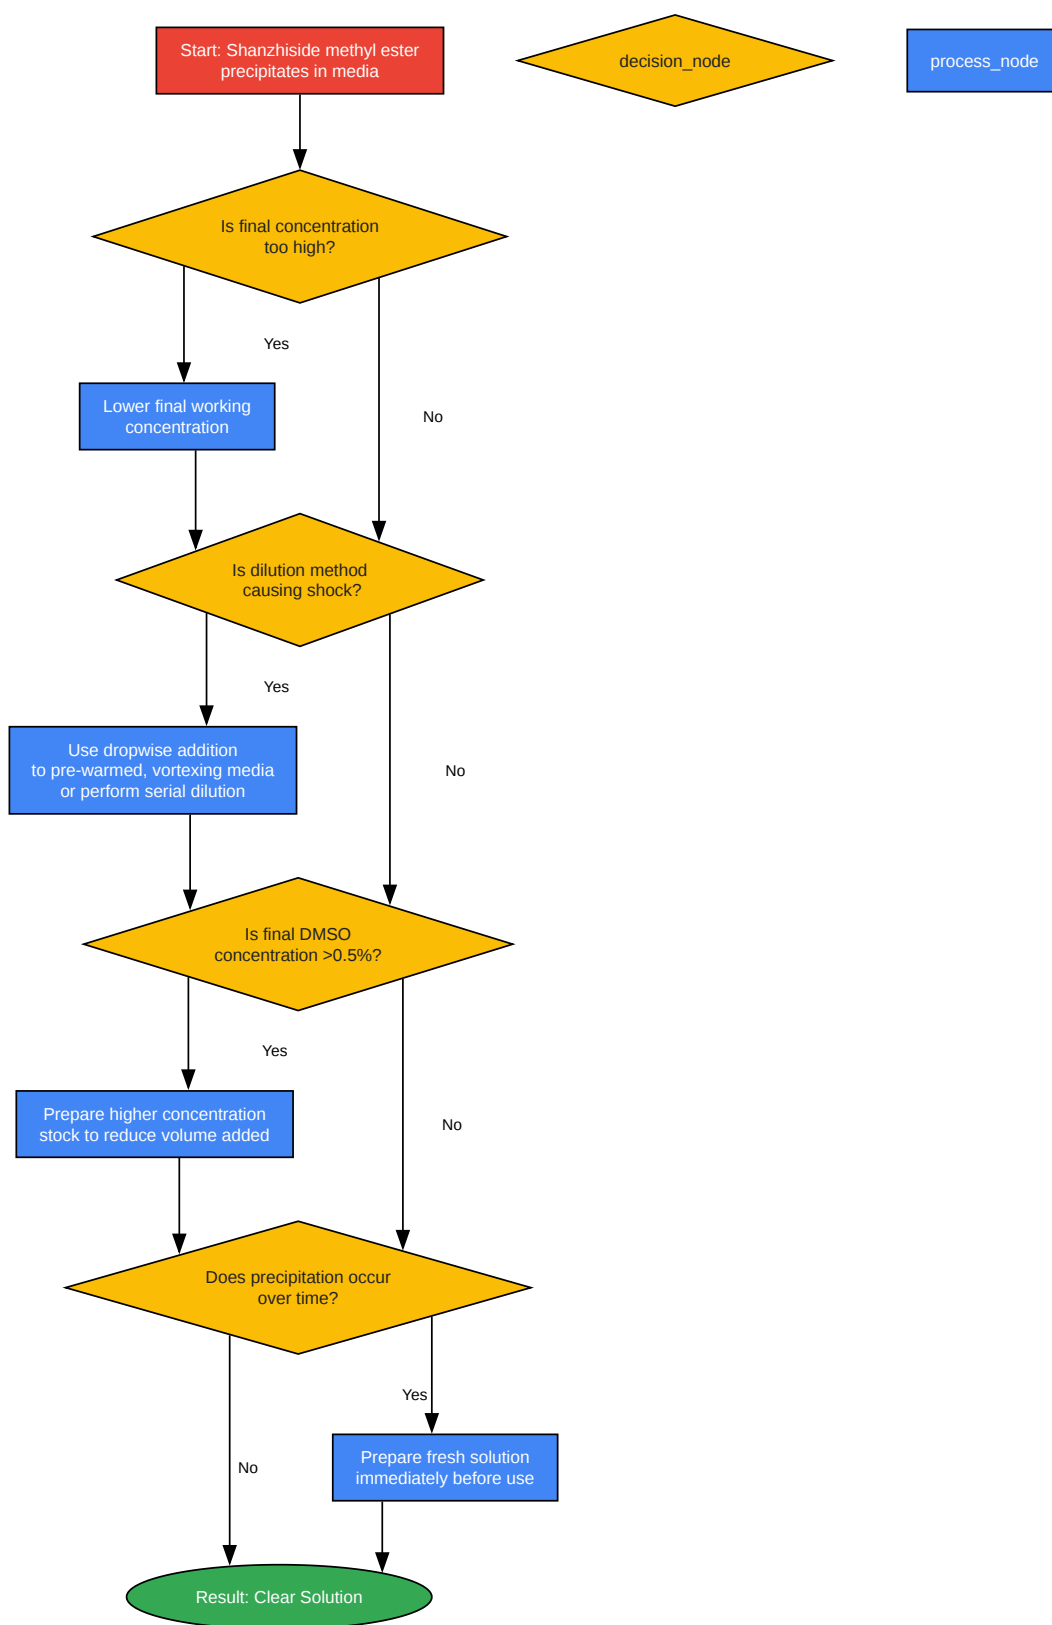 Start: Shanzhiside methyl ester
precipitates in media
decision_node
process_node
Is final concentration
too high?
Yes
Lower final working
concentration
No
Is dilution method
causing shock?
Yes
Use dropwise addition
to pre-warmed, vortexing media
or perform serial dilution
No
Is final DMSO
concentration >0.5%?
Yes
Prepare higher concentration
stock to reduce volume added
No
Does precipitation occur
over time?
Yes
Prepare fresh solution
immediately before use
No
Result: Clear Solution